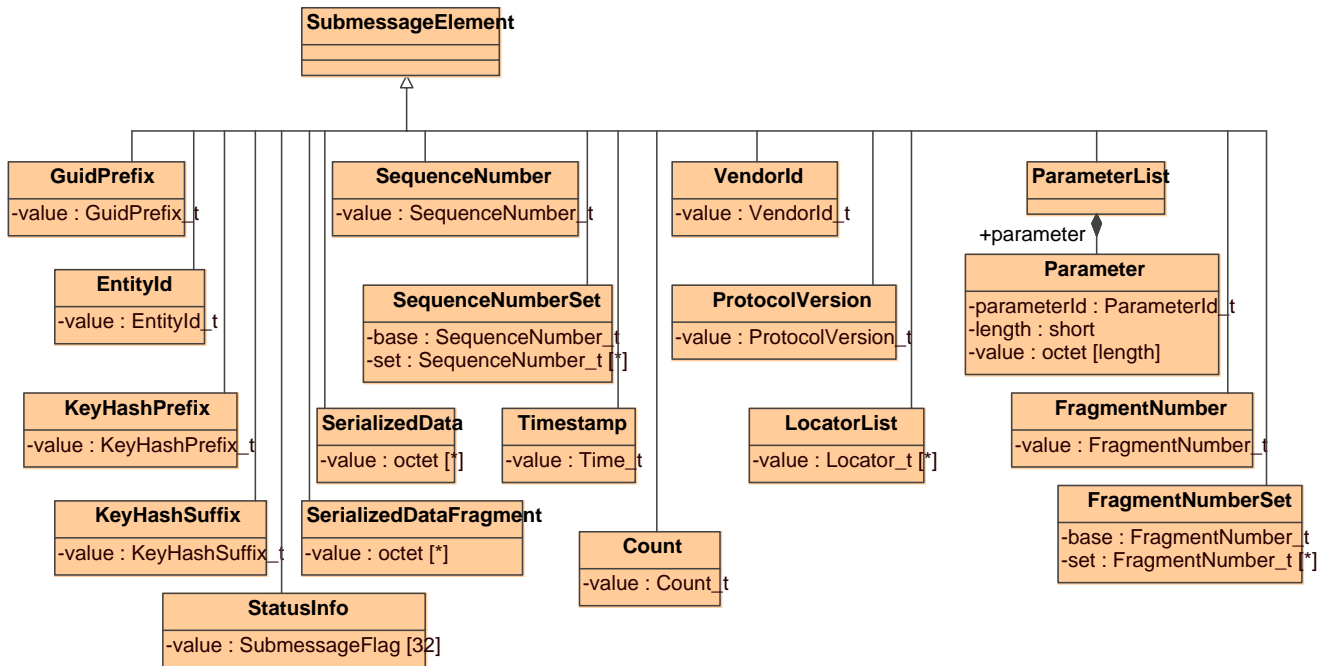 SubmessageElement
GuidPrefix
-value : GuidPrefix_t
SequenceNumber
-value : SequenceNumber_t
VendorId
-value : VendorId_t
ParameterList
+parameter
EntityId
-value : EntityId_t
SequenceNumberSet
-base : SequenceNumber_t
-set : SequenceNumber_t [*]
ProtocolVersion
-value : ProtocolVersion_t
Parameter
-parameterId : ParameterId_t
-length : short
-value : octet [length]
KeyHashPrefix
-value : KeyHashPrefix_t
SerializedData
-value : octet [*]
Timestamp
-value : Time_t
LocatorList
-value : Locator_t [*]
FragmentNumber
-value : FragmentNumber_t
KeyHashSuffix
-value : KeyHashSuffix_t
SerializedDataFragment
-value : octet [*]
Count
-value : Count_t
FragmentNumberSet
-base : FragmentNumber_t
-set : FragmentNumber_t [*]
StatusInfo
-value : SubmessageFlag [32]